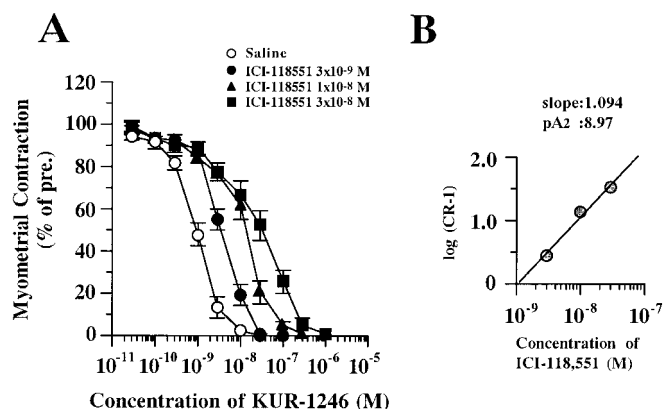 A
Saline
ICI-118551 3x10-9 M
ICI-118551 1x10-8 M
ICI-118551 3x10-8 M
120
100
80
60
40
20
0
Myometrial Contraction
(% of pre.)
10-11 10-10 10-9 10-8 10-7 10-6 10-5
Concentration of KUR-1246 (M)
B
slope:1.094
pA2 :8.97
2.0
1.0
0
log (CR-1)
10-9 10-8 10-7
Concentration of
ICI-118,551 (M)